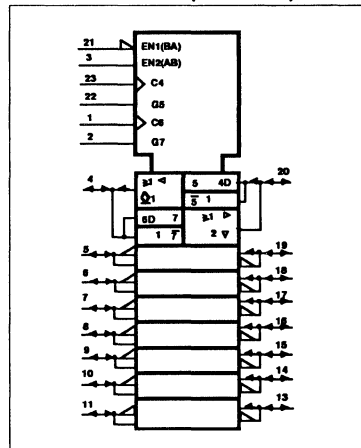 21 EN1(BA)
3 EN2(AB)
23 C4
22 G5
1 C6
2 G7
4 ≥1 ◁ 5 4D 20
1 5 1
6D 7 ≥1 ▷
1 7 2 ▽
5 19
6 18
7 17
8 16
9 15
10 14
11 13